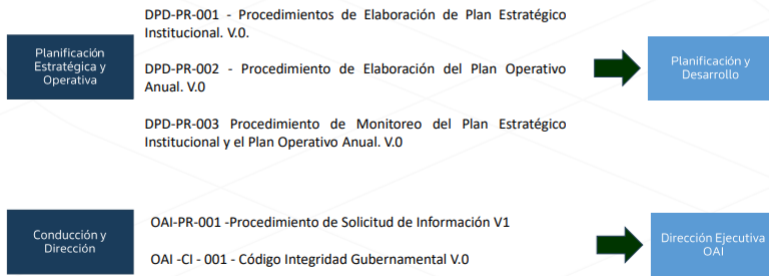 DPD-PR-001 - Procedimientos de Elaboración de Plan Estratégico
Institucional. V.0.
Planificación
Estratégica y
Operativa
DPD-PR-002 - Procedimiento de Elaboración del Plan Operativo
Anual. V.0
DPD-PR-003 Procedimiento de Monitoreo del Plan Estratégico
Institucional y el Plan Operativo Anual. V.0
Planificación y
Desarrollo
Conducción y
Dirección
OAI-PR-001 -Procedimiento de Solicitud de Información V1
OAI -CI - 001 - Código Integridad Gubernamental V.0
Dirección Ejecutiva
OAI